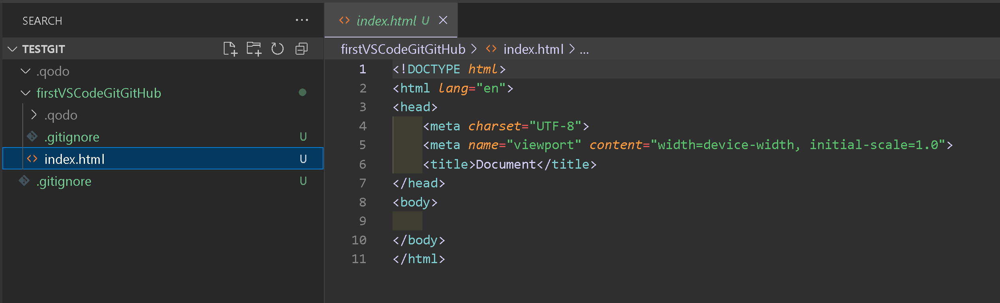 SEARCH
TESTGIT
.qodo
firstVSCodeGitGitHub
.qodo
.gitignore U
index.html U
.gitignore U
index.html U
firstVSCodeGitGitHub > index.html > ...
1 <!DOCTYPE html>
2 <html lang="en">
3 <head>
4     <meta charset="UTF-8">
5     <meta name="viewport" content="width=device-width, initial-scale=1.0">
6     <title>Document</title>
7 </head>
8 <body>
9
10 </body>
11 </html>